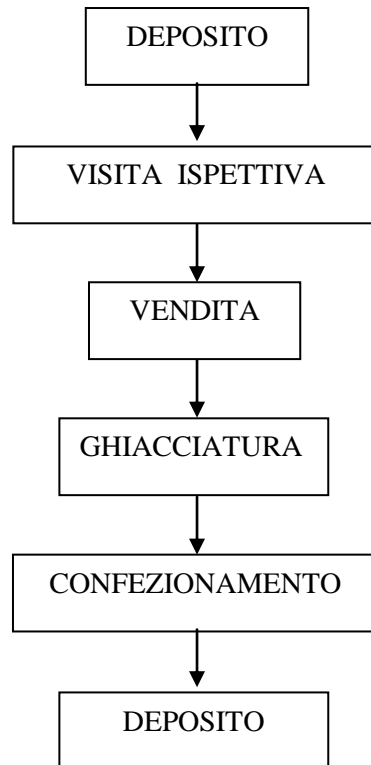 DEPOSITO
VISITA ISPETTIVA
VENDITA
GHIACCIATURA
CONFEZIONAMENTO
DEPOSITO